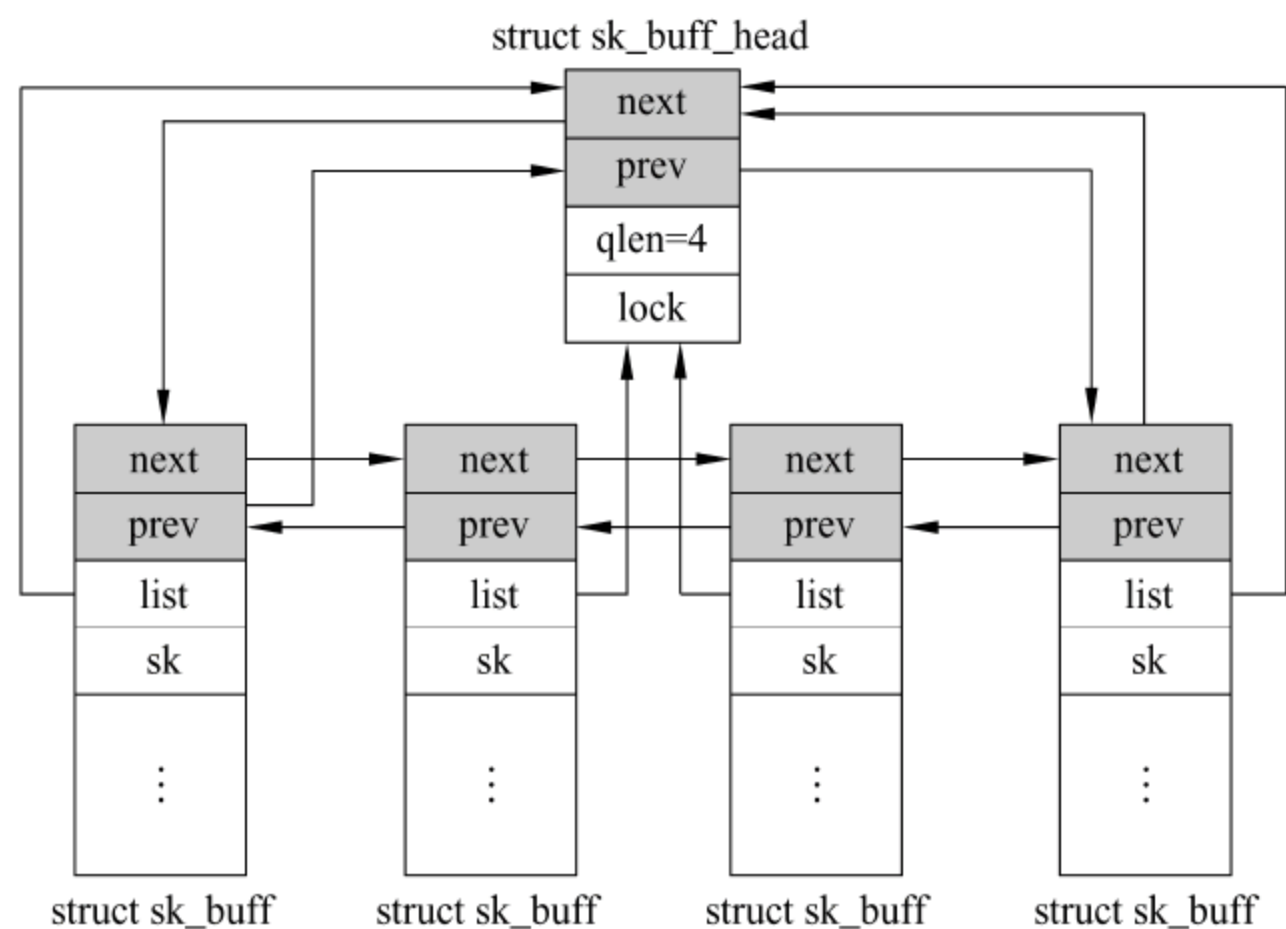 struct sk_buff_head
next
prev
qlen=4
lock
next next next next
prev prev prev prev
list list list list
sk sk sk sk
⋮ ⋮ ⋮ ⋮
struct sk_buff struct sk_buff struct sk_buff struct sk_buff